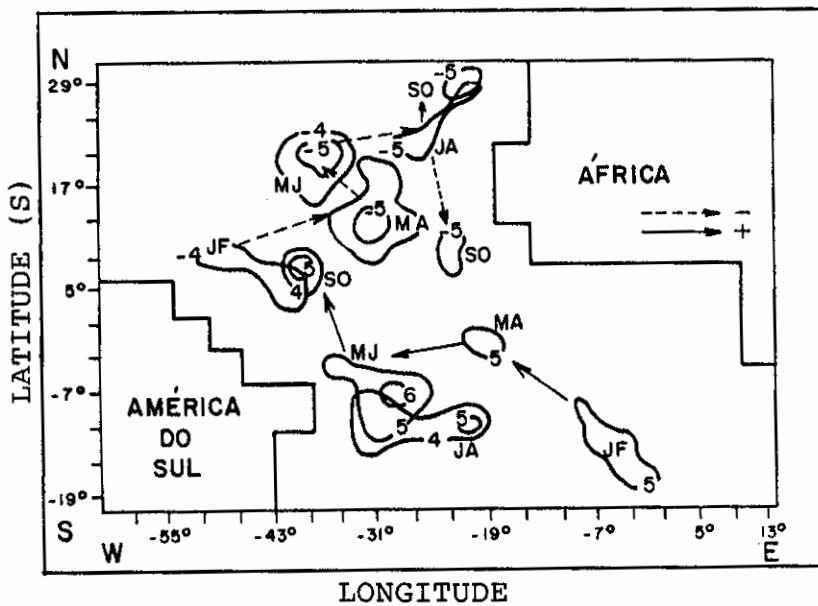 N
29°
17°
5°
-7°
-19°
S
W
E
-55°
-43°
-31°
-19°
-7°
5°
13°
LATITUDE (S)
LONGITUDE
ÁFRICA
-
+
AMÉRICA
DO
SUL
-5
SO
-4
-5
MJ
-5
JA
-5
MA
-5
SO
-4
JF
5
4
SO
MA
5
MJ
6
5
4
5
JA
JF
5